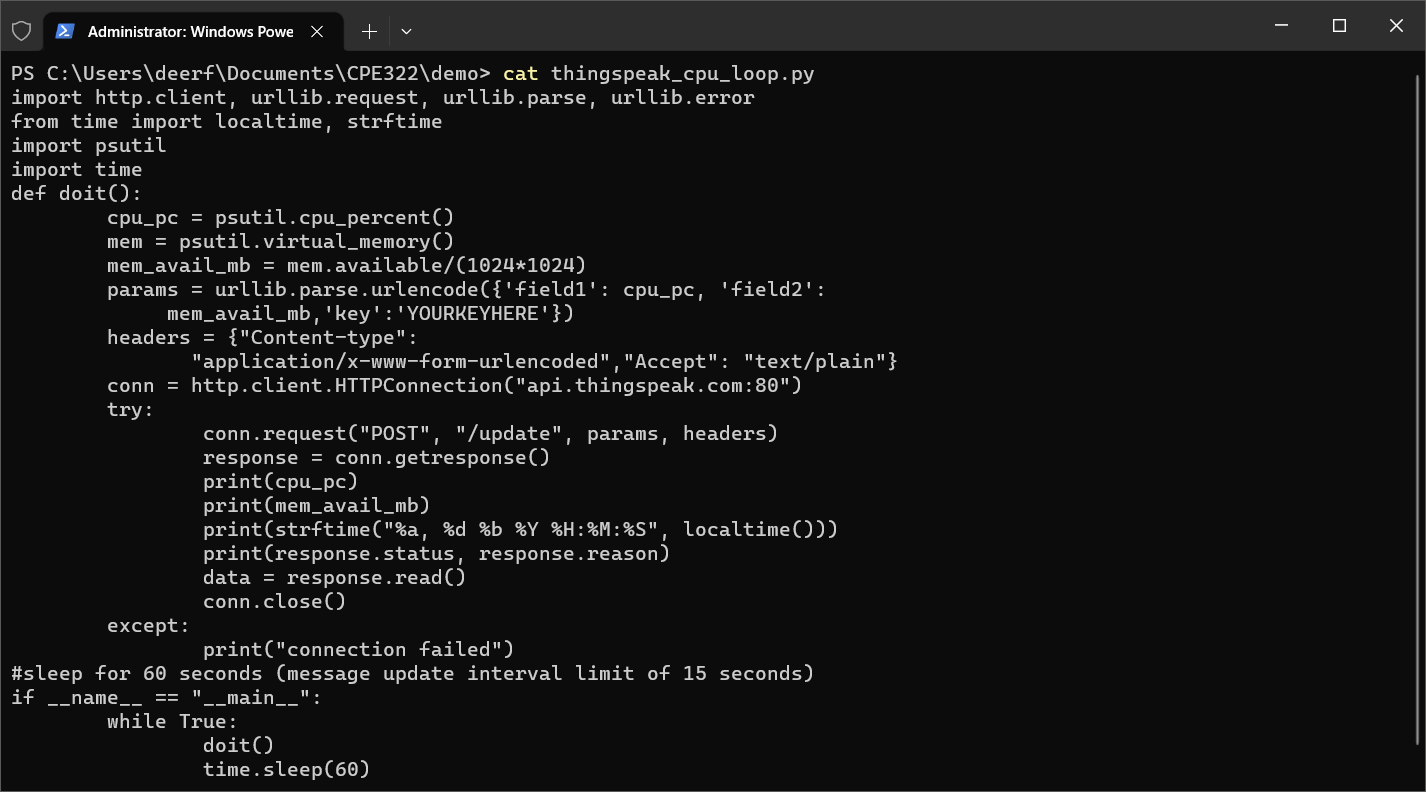 Administrator: Windows Powe
PS C:\Users\deerf\Documents\CPE322\demo> cat thingspeak_cpu_loop.py
import http.client, urllib.request, urllib.parse, urllib.error
from time import localtime, strftime
import psutil
import time
def doit():
        cpu_pc = psutil.cpu_percent()
        mem = psutil.virtual_memory()
        mem_avail_mb = mem.available/(1024*1024)
        params = urllib.parse.urlencode({'field1': cpu_pc, 'field2':
             mem_avail_mb,'key':'YOURKEYHERE'})
        headers = {"Content-type":
               "application/x-www-form-urlencoded","Accept": "text/plain"}
        conn = http.client.HTTPConnection("api.thingspeak.com:80")
        try:
                conn.request("POST", "/update", params, headers)
                response = conn.getresponse()
                print(cpu_pc)
                print(mem_avail_mb)
                print(strftime("%a, %d %b %Y %H:%M:%S", localtime()))
                print(response.status, response.reason)
                data = response.read()
                conn.close()
        except:
                print("connection failed")
#sleep for 60 seconds (message update interval limit of 15 seconds)
if __name__ == "__main__":
        while True:
                doit()
                time.sleep(60)